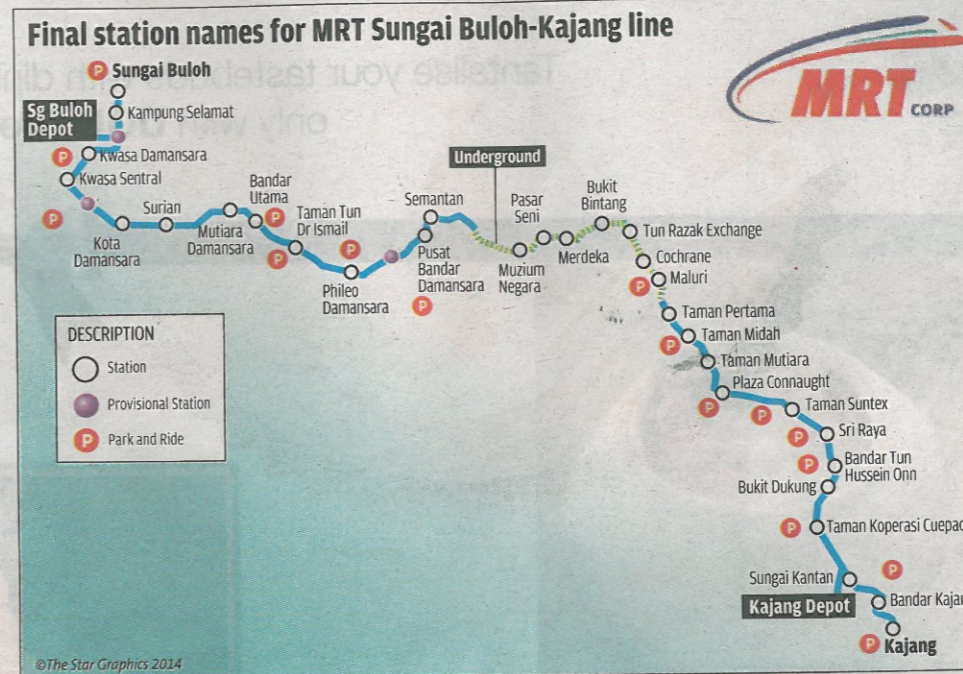 Final station names for MRT Sungai Buloh-Kajang line
MRT
CORP
P Sungai Buloh
Sg Buloh
Depot
Kampung Selamat
P
Kwasa Damansara
Kwasa Sentral
P
Kota
Damansara
Surian
Mutiara
Damansara
Bandar
Utama
P
P
Taman Tun
Dr Ismail
P
Phileo
Damansara
Semantan
Pusat
Bandar
Damansara
P
Underground
Muzium
Negara
Pasar
Seni
Merdeka
Bukit
Bintang
Tun Razak Exchange
Cochrane
P
Maluri
Taman Pertama
P
Taman Midah
Taman Mutiara
Plaza Connaught
P
P
Taman Suntex
P
Sri Raya
P
Bandar Tun
Hussein Onn
Bukit Dukung
P
Taman Koperasi Cuepac
Sungai Kantan
P
Kajang Depot
Bandar Kajan
P Kajang
DESCRIPTION
Station
Provisional Station
P Park and Ride
©The Star Graphics 2014